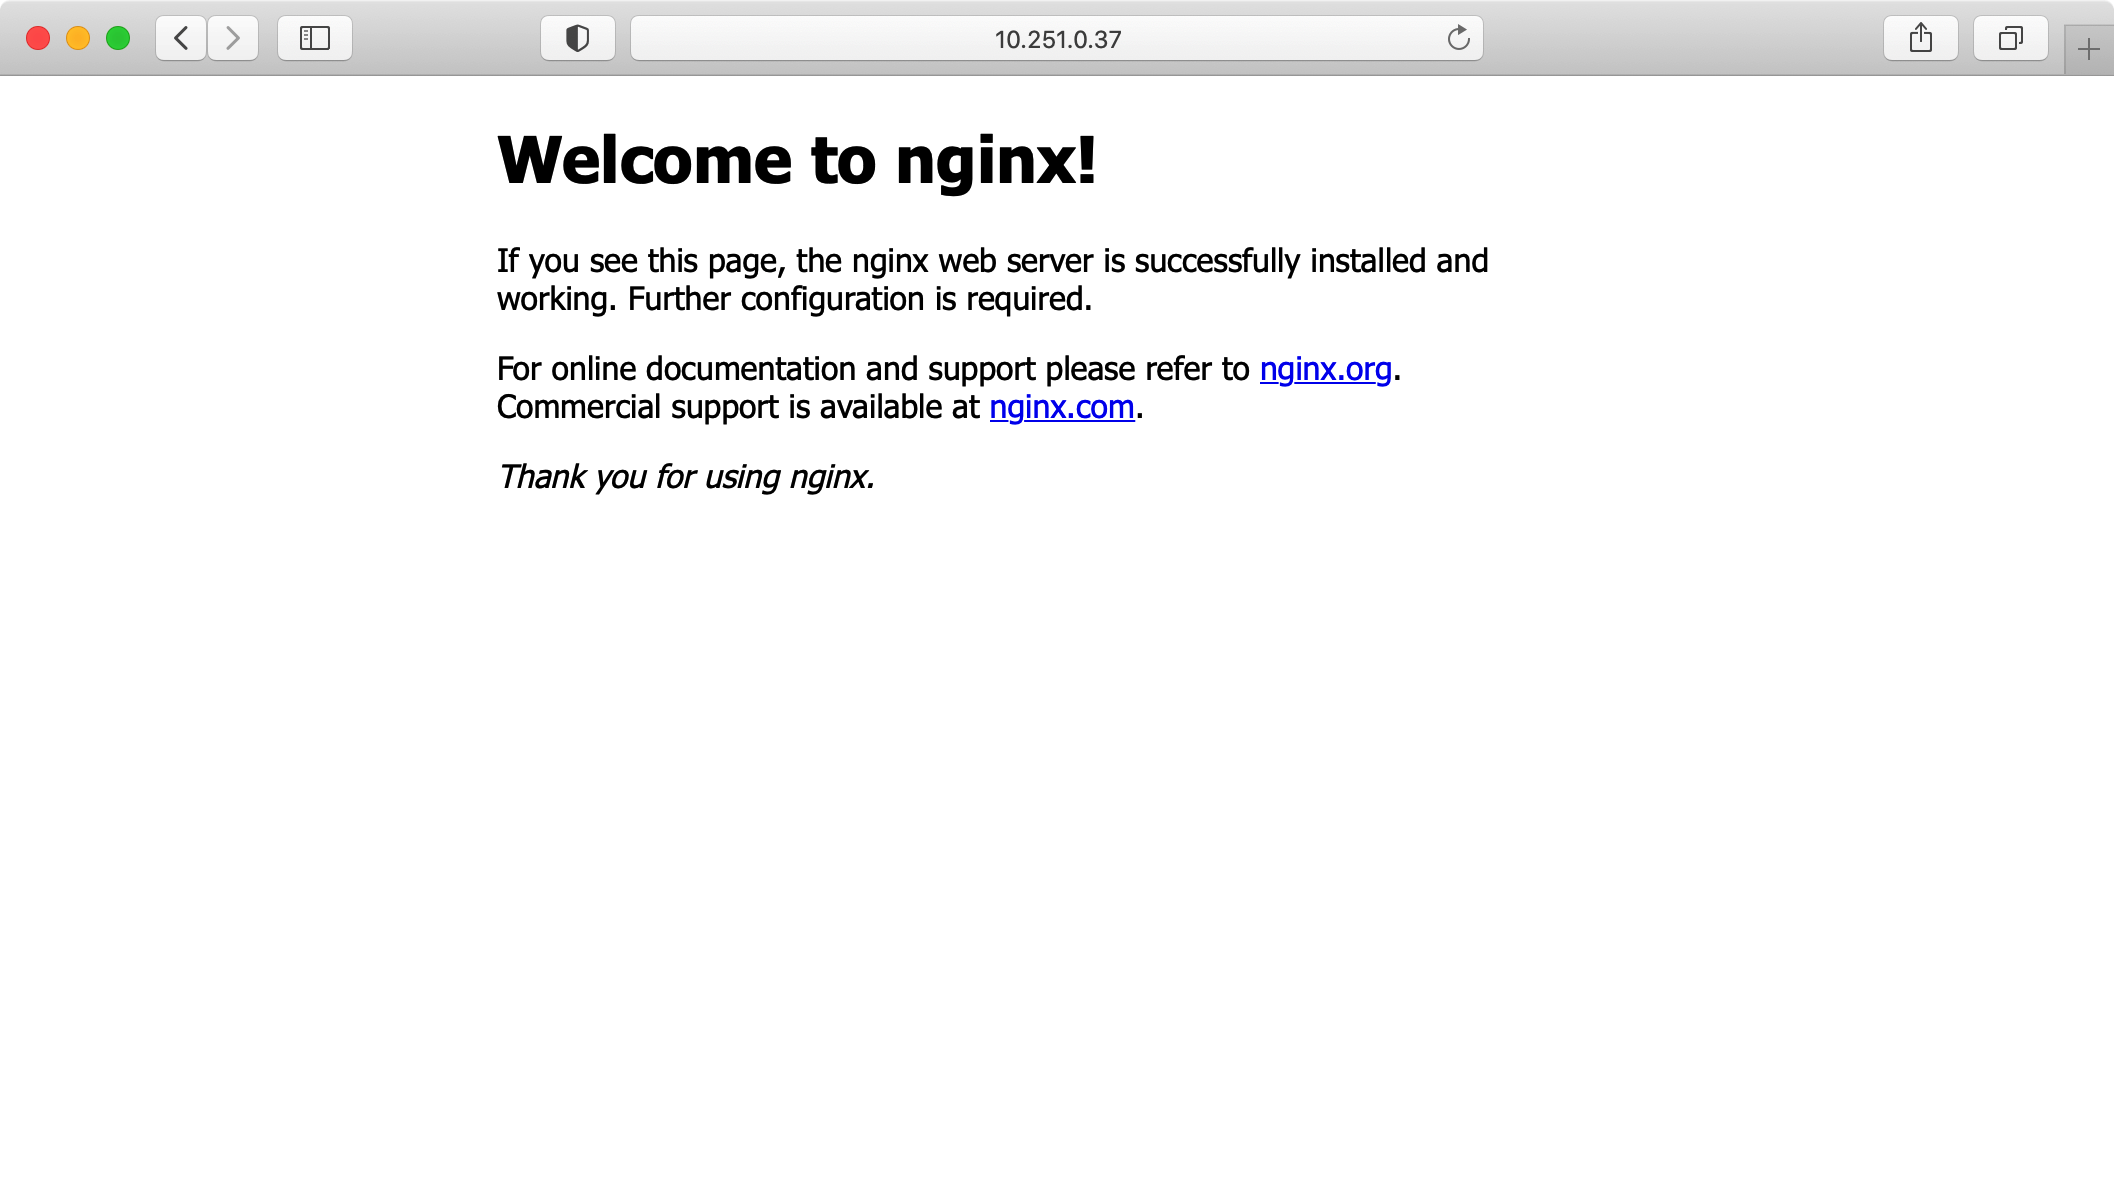 10.251.0.37
Welcome to nginx!
If you see this page, the nginx web server is successfully installed and
working. Further configuration is required.
For online documentation and support please refer to nginx.org.
Commercial support is available at nginx.com.
Thank you for using nginx.